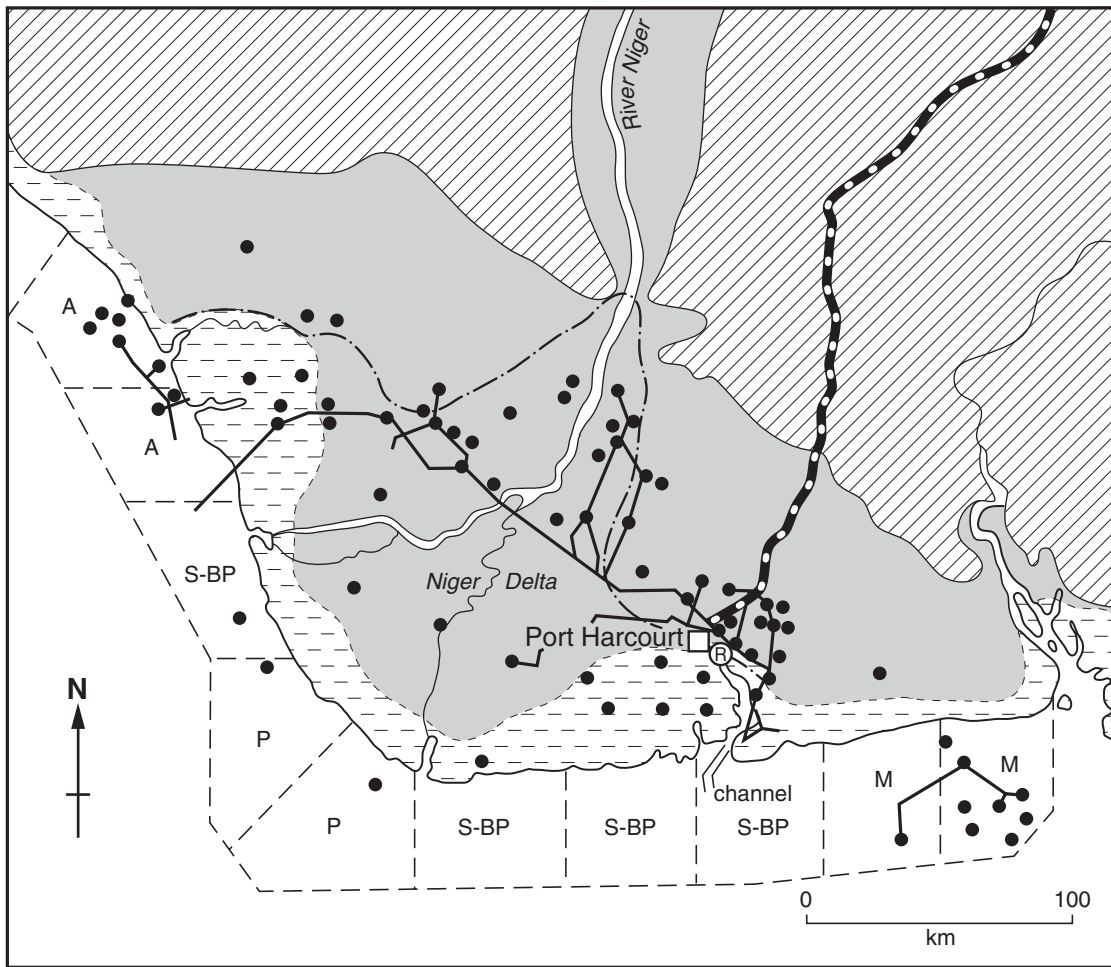 River Niger
A
A
S-BP
Niger Delta
Port Harcourt
R
N
P
P
S-BP
S-BP
S-BP
channel
M
M
0 100
km